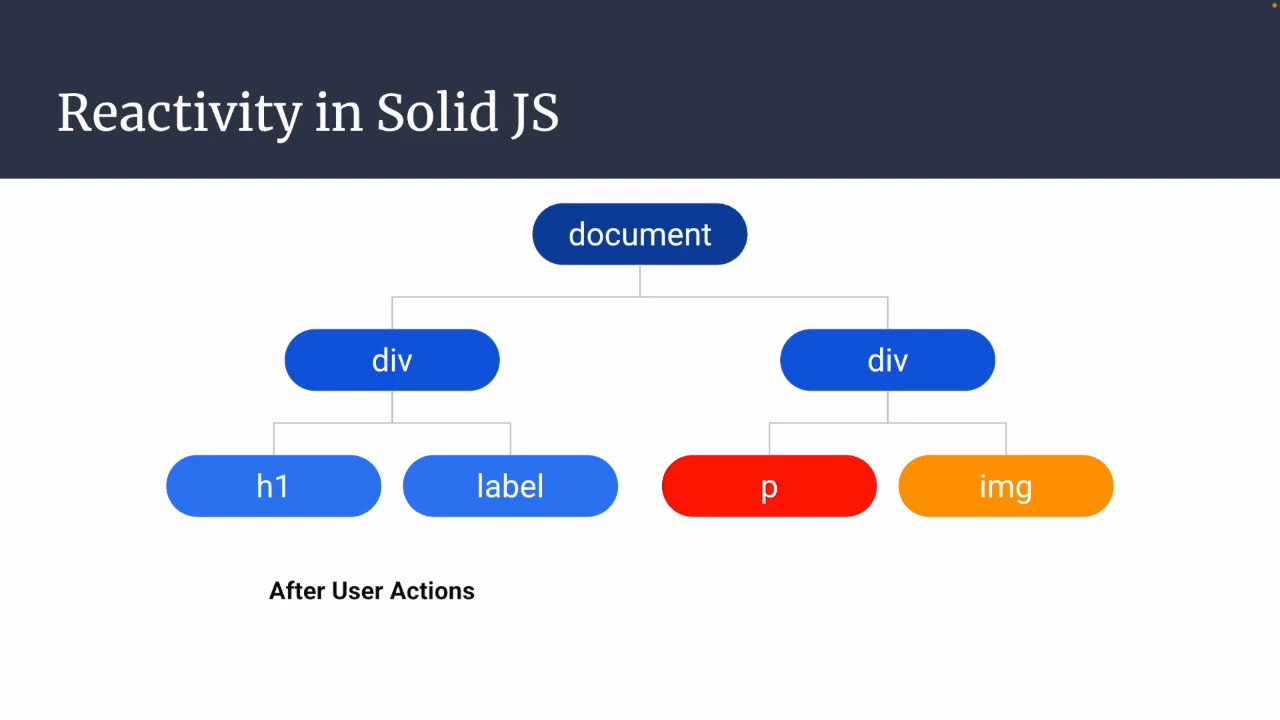 Reactivity in Solid JS
document
div
div
h1
label
p
img
After User Actions